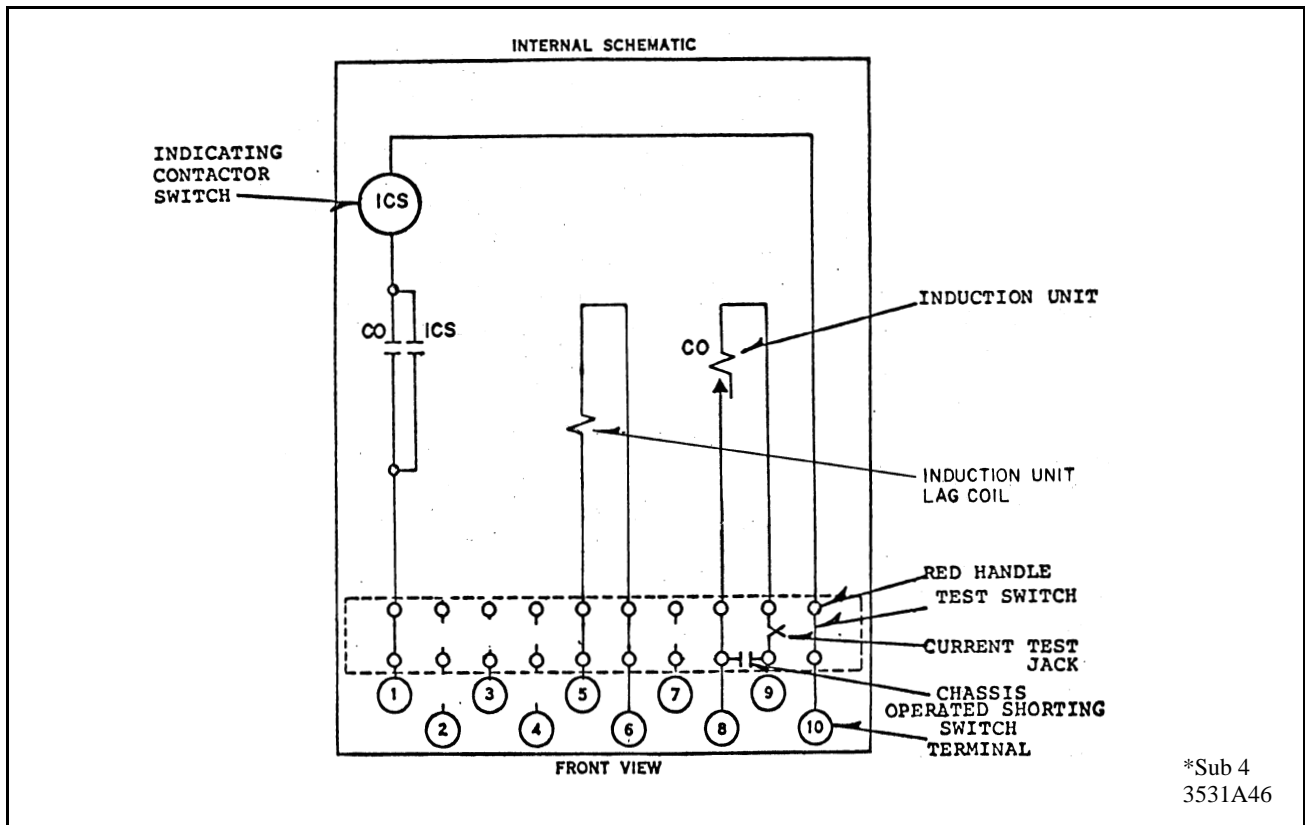 INTERNAL SCHEMATIC
INDICATING
CONTACTOR
SWITCH
ICS
CO ICS
CO
INDUCTION UNIT
INDUCTION UNIT
LAG COIL
RED HANDLE
TEST SWITCH
CURRENT TEST
JACK
CHASSIS
OPERATED SHORTING
SWITCH
TERMINAL
1 3 5 7 9
2 4 6 8 10
FRONT VIEW
*Sub 4
3531A46